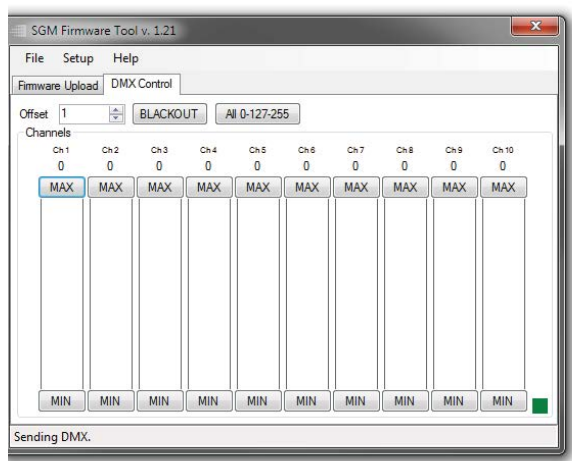 SGM Firmware Tool v. 1.21
File Setup Help
Firmware Upload DMX Control
Offset 1 BLACKOUT All 0-127-255
Channels
Ch 1 Ch 2 Ch 3 Ch 4 Ch 5 Ch 6 Ch 7 Ch 8 Ch 9 Ch 10
0 0 0 0 0 0 0 0 0 0
MAX MAX MAX MAX MAX MAX MAX MAX MAX MAX
MIN MIN MIN MIN MIN MIN MIN MIN MIN MIN
Sending DMX.